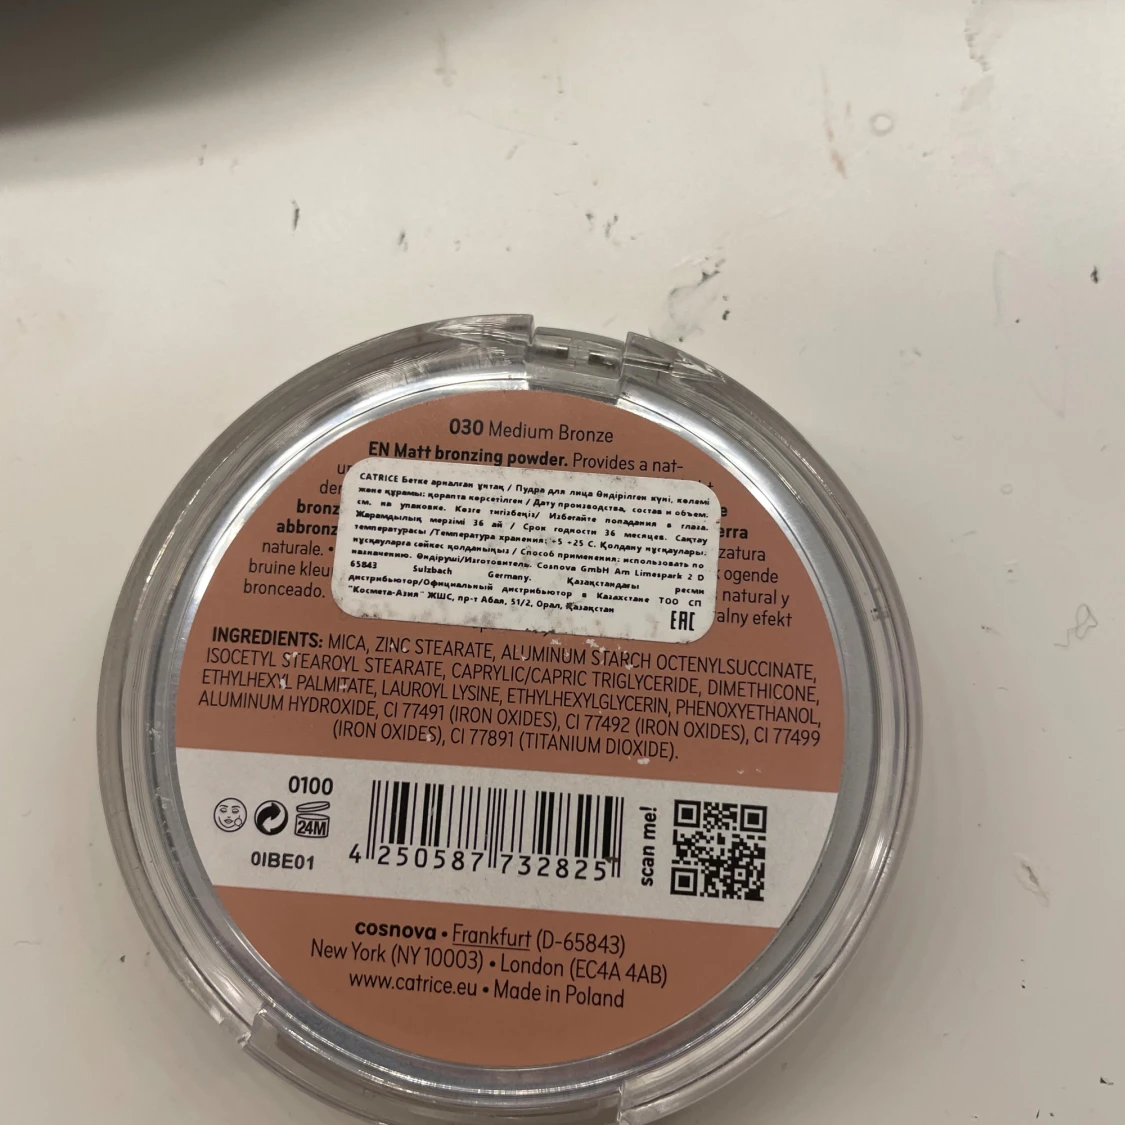 030 Medium Bronze
EN Matt bronzing powder. Provides a nat-
CATRICE Бетке арналған ұнтақ / Пудра для лица Өндірілген күні, көлемі
және құрамы: қорапта көрсетілген / Дату производства, состав и объем:
см. на упаковке. Көзге тигізбеңіз/ Избегайте попадания в глаза.
Жарамдылық мерзімі 36 ай / Срок годности 36 месяцев. Сақтау
температурасы /Температура хранения: +5 +25 С. Қолдану нұсқаулары:
нұсқауларға сәйкес қолданыңыз / Способ применения: использовать по
назначению. Өндіруші/Изготовитель. Cosnova GmbH Am Limespark 2 D
65843 Sulzbach Germany. Қазақстандағы ресми
дистрибьютор/Официальный дистрибьютор в Казахстане ТОО СП
"Космета-Азия" ЖШС, пр-т Абая, 51/2, Орал, Қазақстан
EAC
bronz
abbronz erra
naturale. • zatura
bruine kleu ogende
bronceado. natural y
alny efekt
INGREDIENTS: MICA, ZINC STEARATE, ALUMINUM STARCH OCTENYLSUCCINATE,
ISOCETYL STEAROYL STEARATE, CAPRYLIC/CAPRIC TRIGLYCERIDE, DIMETHICONE,
ETHYLHEXYL PALMITATE, LAUROYL LYSINE, ETHYLHEXYLGLYCERIN, PHENOXYETHANOL,
ALUMINUM HYDROXIDE, CI 77491 (IRON OXIDES), CI 77492 (IRON OXIDES), CI 77499
(IRON OXIDES), CI 77891 (TITANIUM DIOXIDE).
0100
24M
0IBE01
4 250587 732825
scan me!
cosnova • Frankfurt (D-65843)
New York (NY 10003) • London (EC4A 4AB)
www.catrice.eu • Made in Poland